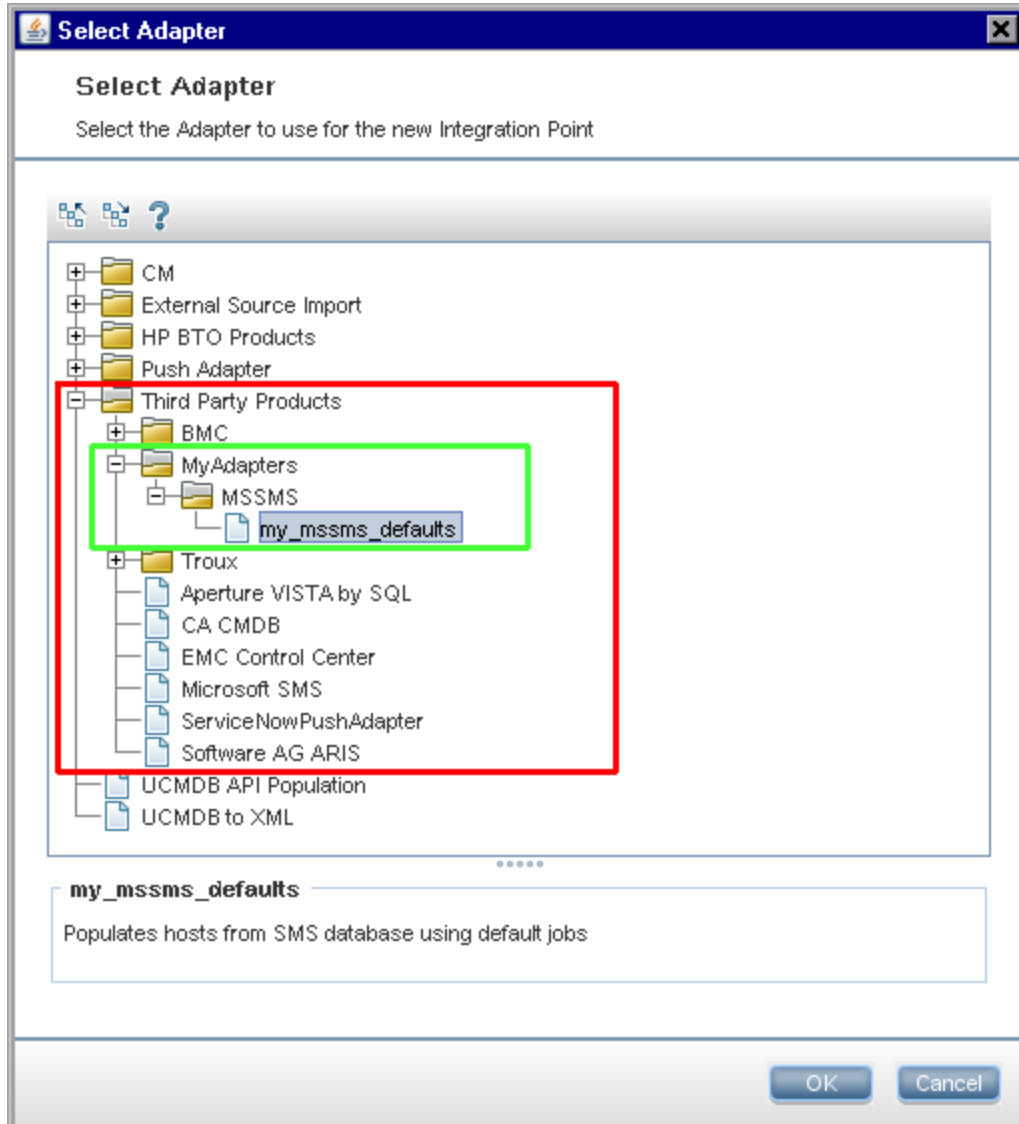 Select Adapter
Select Adapter
Select the Adapter to use for the new Integration Point
?
CM
External Source Import
HP BTO Products
Push Adapter
Third Party Products
BMC
MyAdapters
MSSMS
my_mssms_defaults
Troux
Aperture VISTA by SQL
CA CMDB
EMC Control Center
Microsoft SMS
ServiceNowPushAdapter
Software AG ARIS
UCMDB API Population
UCMDB to XML
my_mssms_defaults
Populates hosts from SMS database using default jobs
OK Cancel